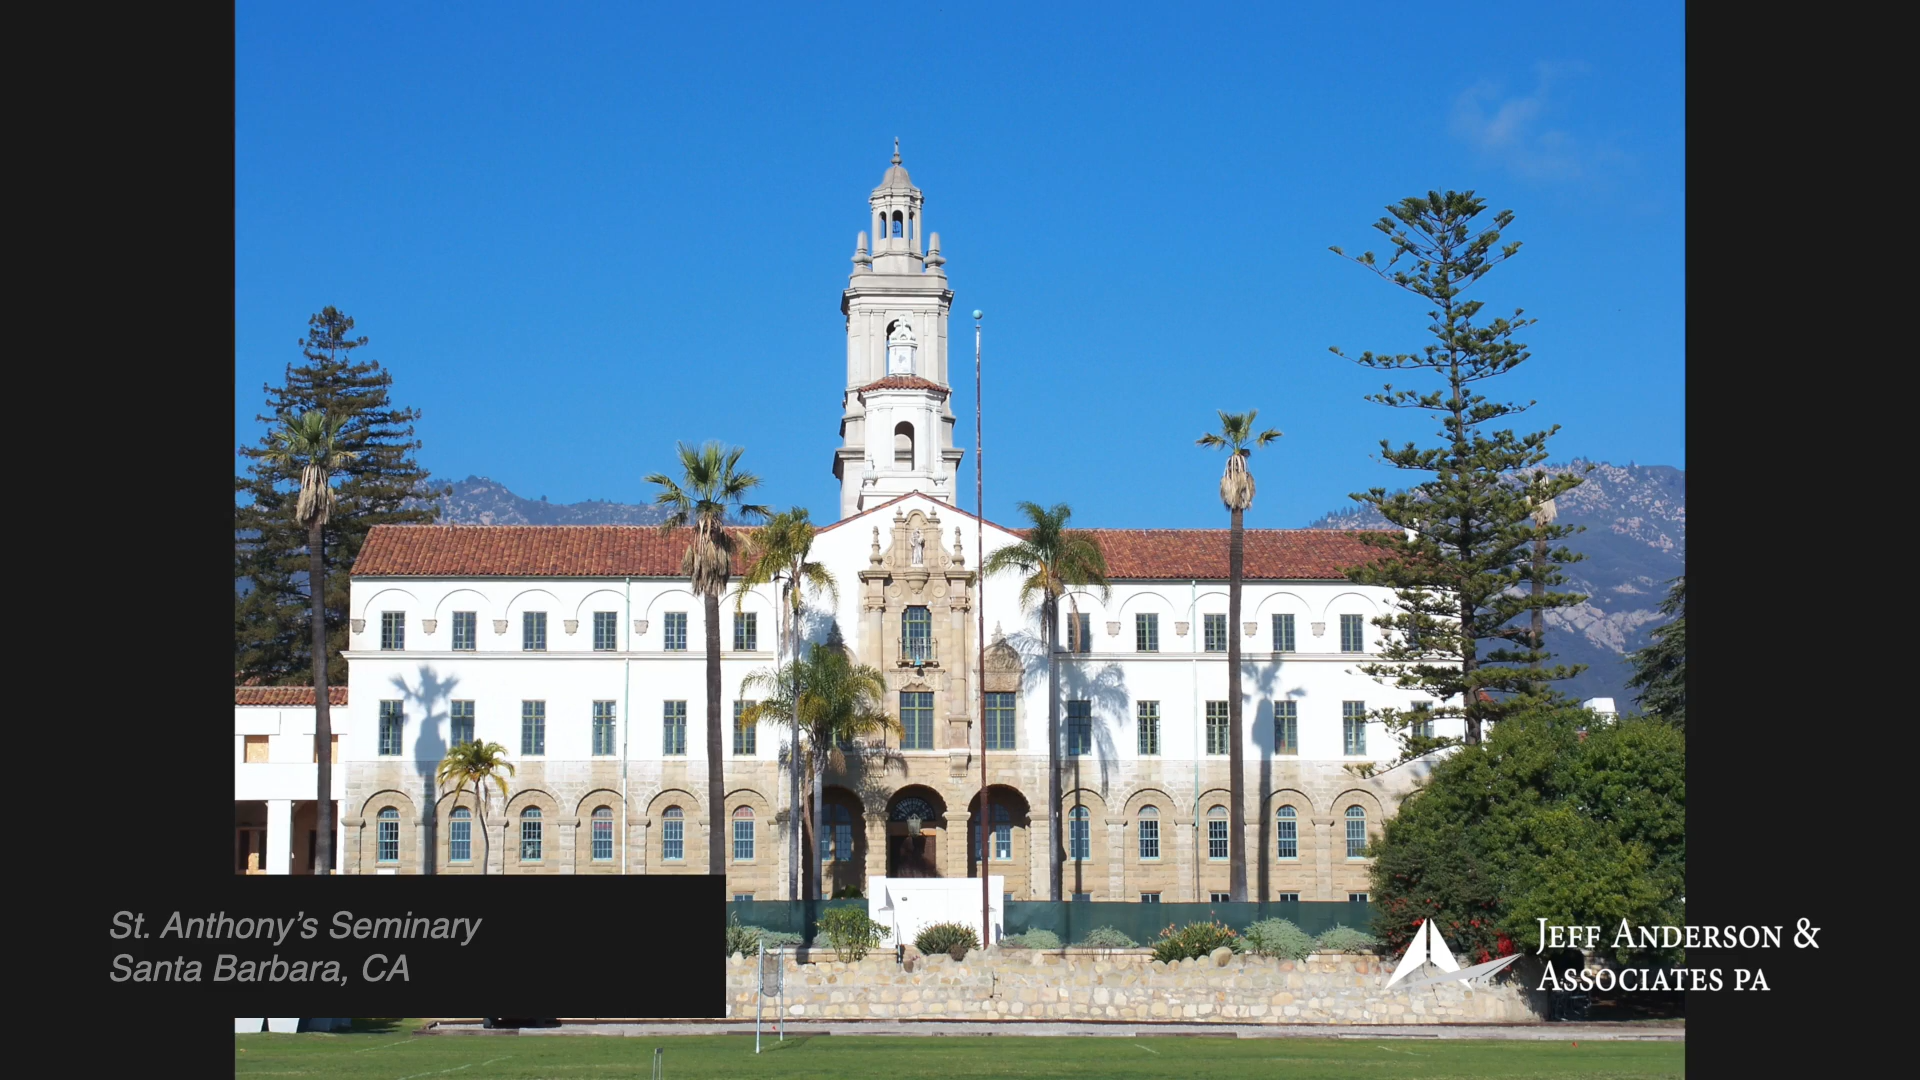 St. Anthony’s Seminary
Santa Barbara, CA
Jeff Anderson &
Associates PA